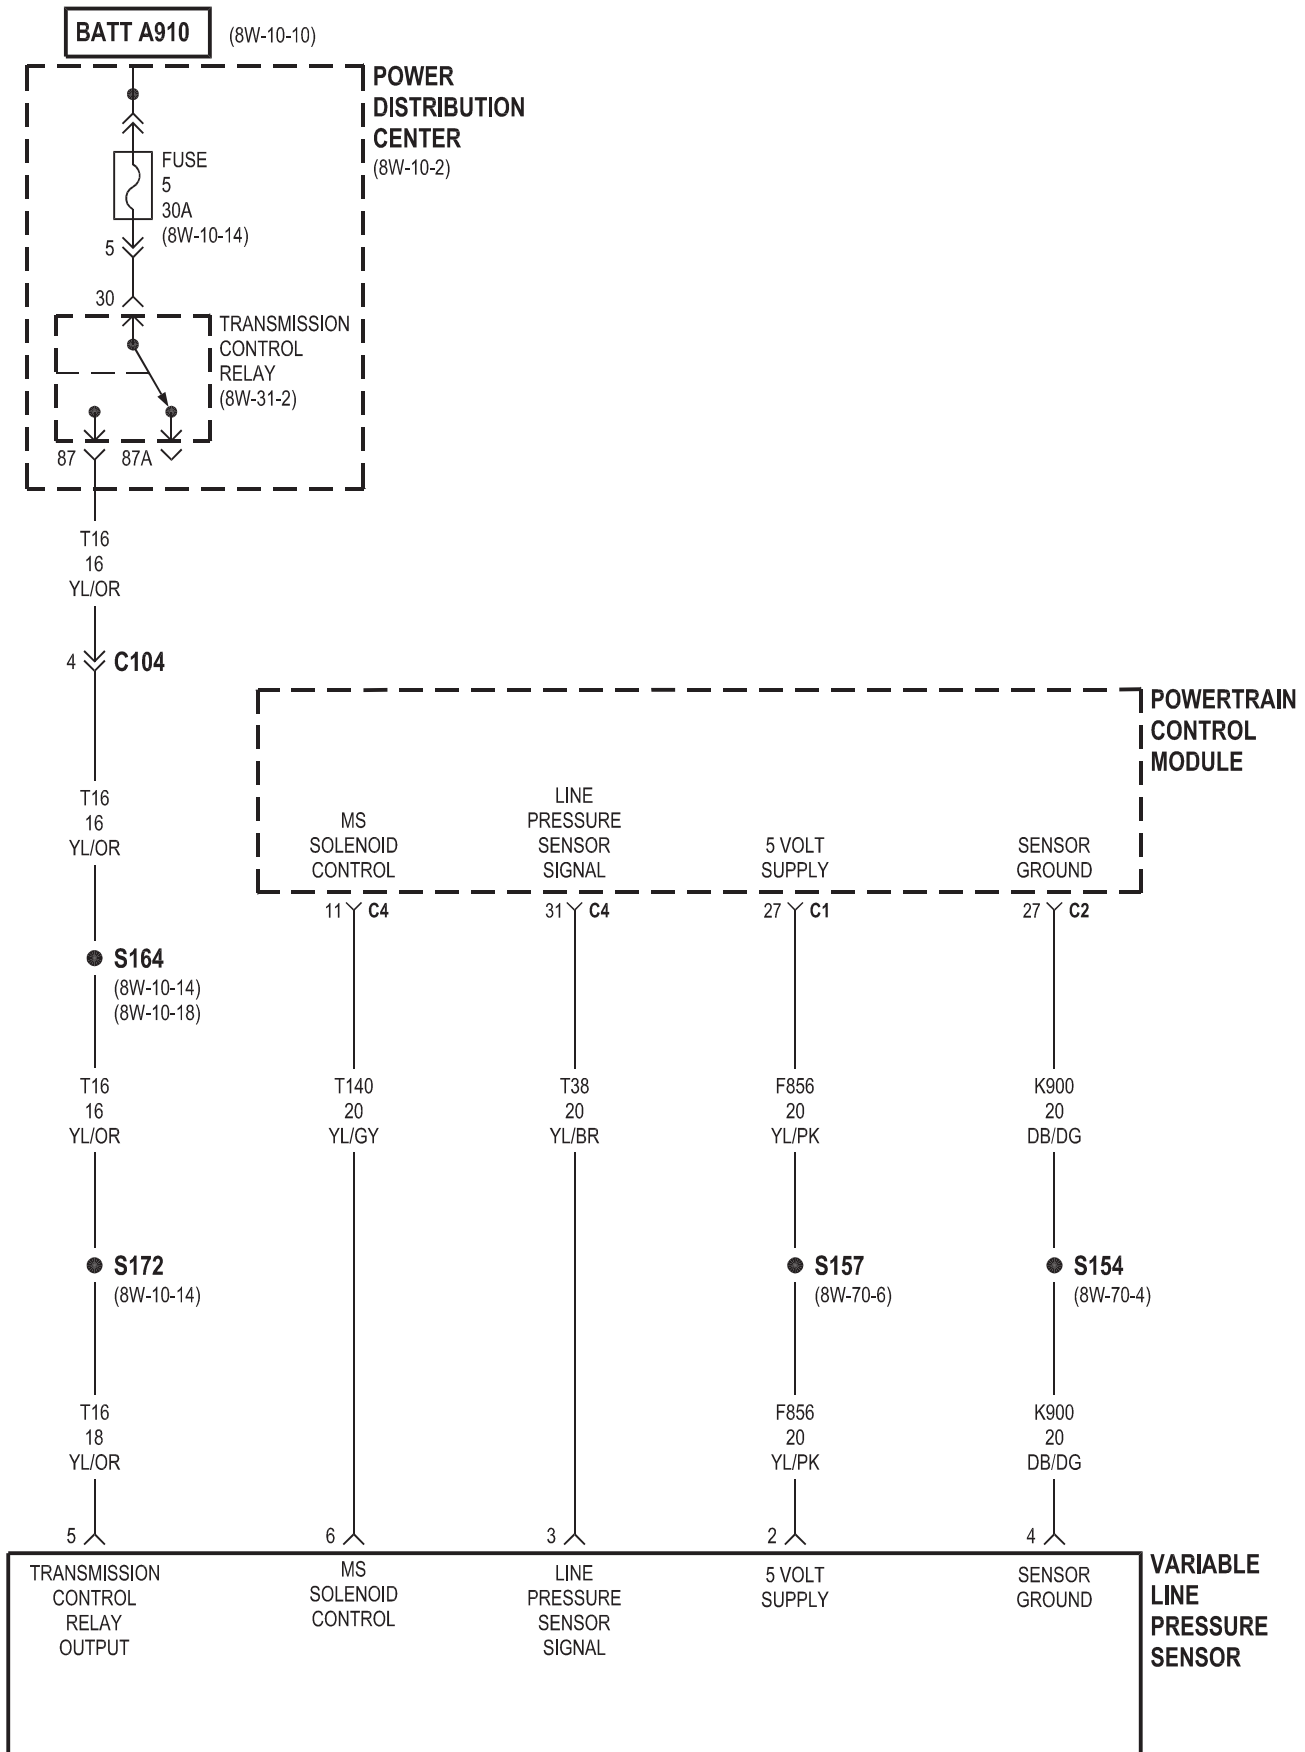 BATT A910
(8W-10-10)
POWER
DISTRIBUTION
CENTER
(8W-10-2)
FUSE
5
30A
(8W-10-14)
5
30
TRANSMISSION
CONTROL
RELAY
(8W-31-2)
87
87A
T16
16
YL/OR
4
C104
POWERTRAIN
CONTROL
MODULE
T16
16
YL/OR
MS
SOLENOID
CONTROL
LINE
PRESSURE
SENSOR
SIGNAL
5 VOLT
SUPPLY
SENSOR
GROUND
11 C4
31 C4
27 C1
27 C2
S164
(8W-10-14)
(8W-10-18)
T16
16
YL/OR
T140
20
YL/GY
T38
20
YL/BR
F856
20
YL/PK
K900
20
DB/DG
S172
(8W-10-14)
S157
(8W-70-6)
S154
(8W-70-4)
T16
18
YL/OR
F856
20
YL/PK
K900
20
DB/DG
5
6
3
2
4
TRANSMISSION
CONTROL
RELAY
OUTPUT
MS
SOLENOID
CONTROL
LINE
PRESSURE
SENSOR
SIGNAL
5 VOLT
SUPPLY
SENSOR
GROUND
VARIABLE
LINE
PRESSURE
SENSOR